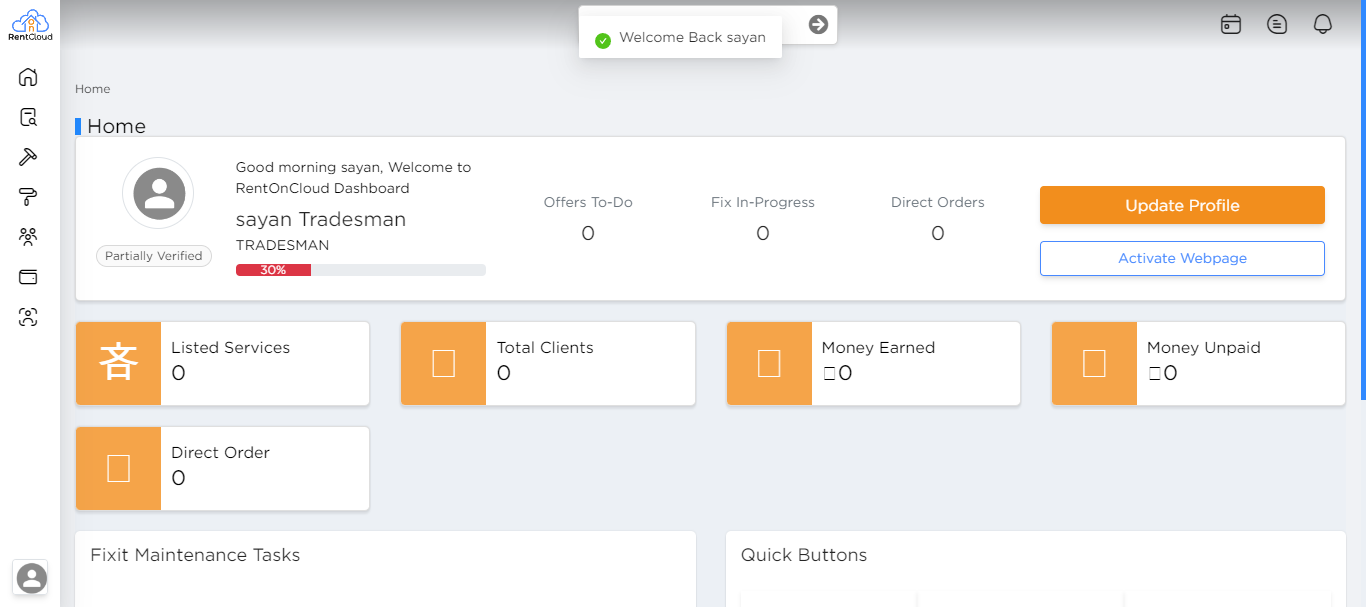 RentCloud
Welcome Back sayan
Home
Home
Good morning sayan, Welcome to
RentOnCloud Dashboard
sayan Tradesman
TRADESMAN
30%
Partially Verified
Offers To-Do
0
Fix In-Progress
0
Direct Orders
0
Update Profile
Activate Webpage
吝
Listed Services
0
Total Clients
0
Money Earned
0
Money Unpaid
0
Direct Order
0
Fixit Maintenance Tasks
Quick Buttons